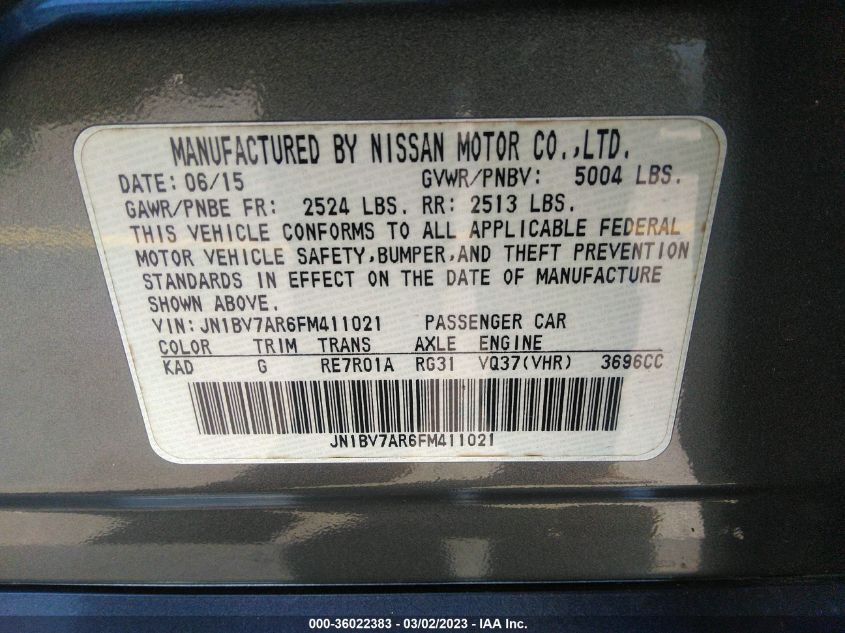 MANUFACTURED BY NISSAN MOTOR CO.,LTD.
DATE: 06/15 GVWR/PNBV: 5004 LBS.
GAWR/PNBE FR: 2524 LBS. RR: 2513 LBS.
THIS VEHICLE CONFORMS TO ALL APPLICABLE FEDERAL
MOTOR VEHICLE SAFETY,BUMPER,AND THEFT PREVENTION
STANDARDS IN EFFECT ON THE DATE OF MANUFACTURE
SHOWN ABOVE.
VIN: JN1BV7AR6FM411021 PASSENGER CAR
COLOR TRIM TRANS AXLE ENGINE
KAD G RE7R01A RG31 VQ37(VHR) 3696CC
JN1BV7AR6FM411021
000-36022383 - 03/02/2023 - IAA Inc.